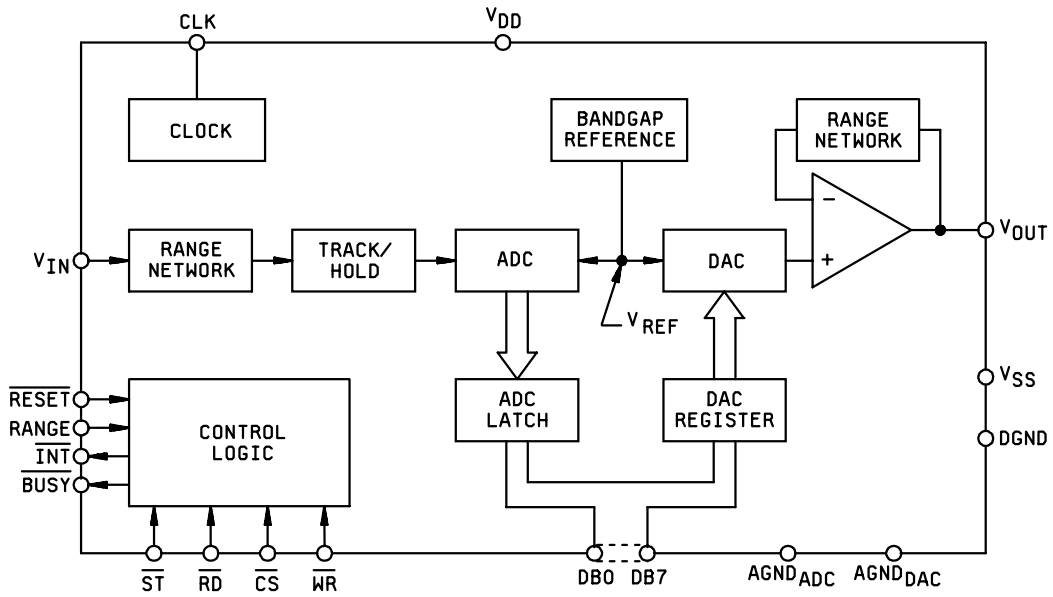 CLK
VDD
CLOCK
BANDGAP
REFERENCE
RANGE
NETWORK
VIN
RANGE
NETWORK
TRACK/
HOLD
ADC
DAC
-
+
VOUT
VREF
RESET
RANGE
INT
BUSY
CONTROL
LOGIC
ADC
LATCH
DAC
REGISTER
VSS
DGND
ST
RD
CS
WR
DB0
DB7
AGNDADC
AGNDDAC